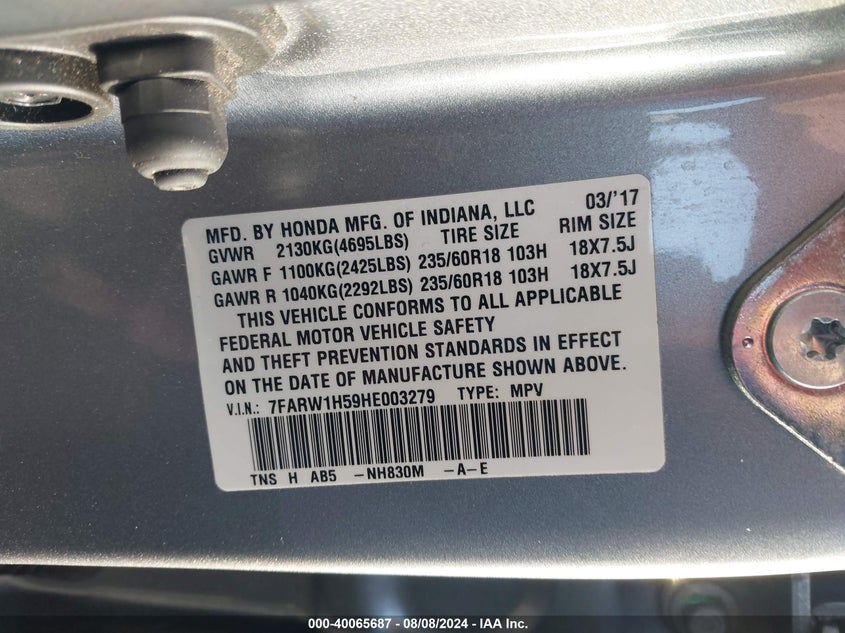 MFD. BY HONDA MFG. OF INDIANA, LLC 03/'17
GVWR 2130KG(4695LBS) TIRE SIZE RIM SIZE
GAWR F 1100KG(2425LBS) 235/60R18 103H 18X7.5J
GAWR R 1040KG(2292LBS) 235/60R18 103H 18X7.5J
THIS VEHICLE CONFORMS TO ALL APPLICABLE
FEDERAL MOTOR VEHICLE SAFETY
AND THEFT PREVENTION STANDARDS IN EFFECT
ON THE DATE OF MANUFACTURE SHOWN ABOVE.
V.I.N.: 7FARW1H59HE003279 TYPE: MPV
TNS H AB5 -NH830M -A-E
000-40065687 - 08/08/2024 - IAA Inc.